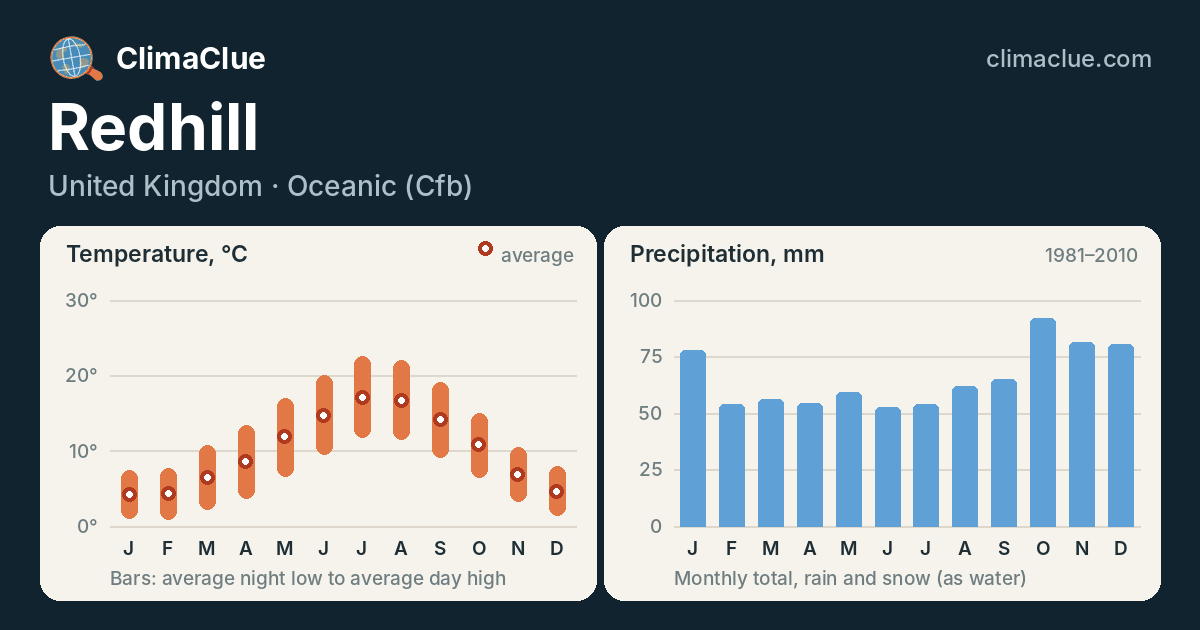 ClimaClue
climaclue.com
Redhill
United Kingdom · Oceanic (Cfb)
Temperature, °C
average
30°
20°
10°
0°
J F M A M J J A S O N D
Bars: average night low to average day high
Precipitation, mm
1981–2010
100
75
50
25
0
J F M A M J J A S O N D
Monthly total, rain and snow (as water)